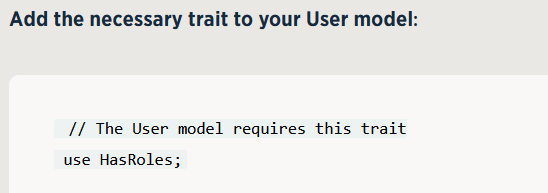 Add the necessary trait to your User model:
// The User model requires this trait
use HasRoles;